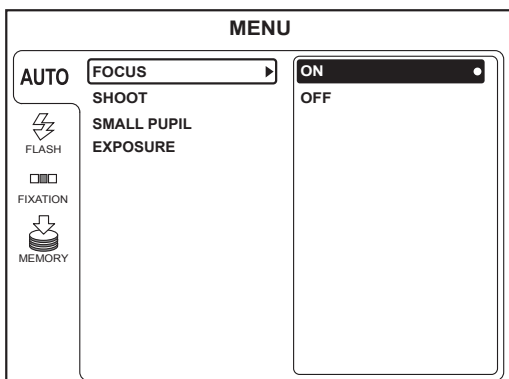 MENU
AUTO
FLASH
FIXATION
MEMORY
FOCUS
SHOOT
SMALL PUPIL
EXPOSURE
ON
OFF